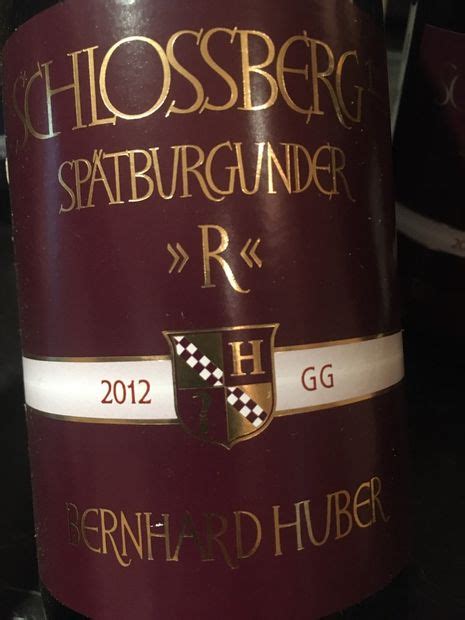 SCHLOSSBERG
SPÄTBURGUNDER
»R«
H
2012 GG
BERNHARD HUBER